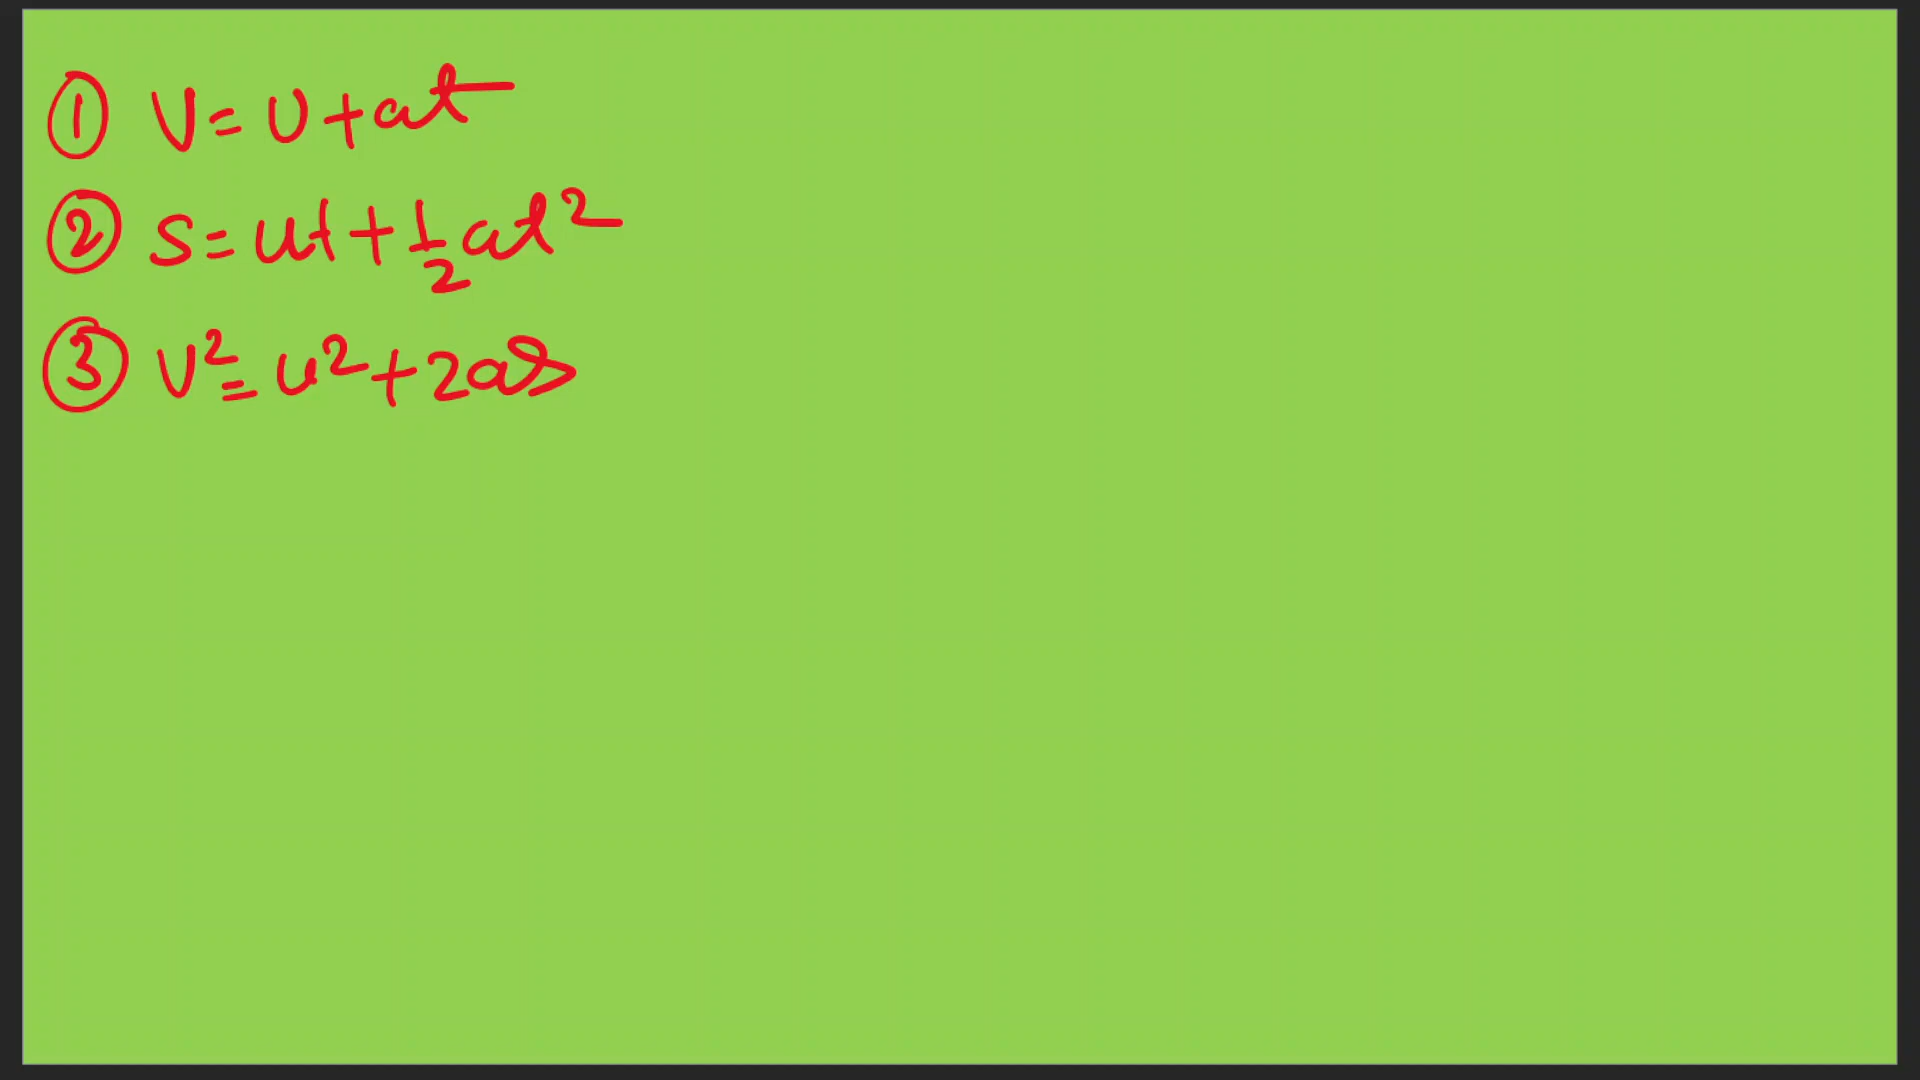 ① V = U + at
② S = ut + 1/2 at²
③ V² = u² + 2as